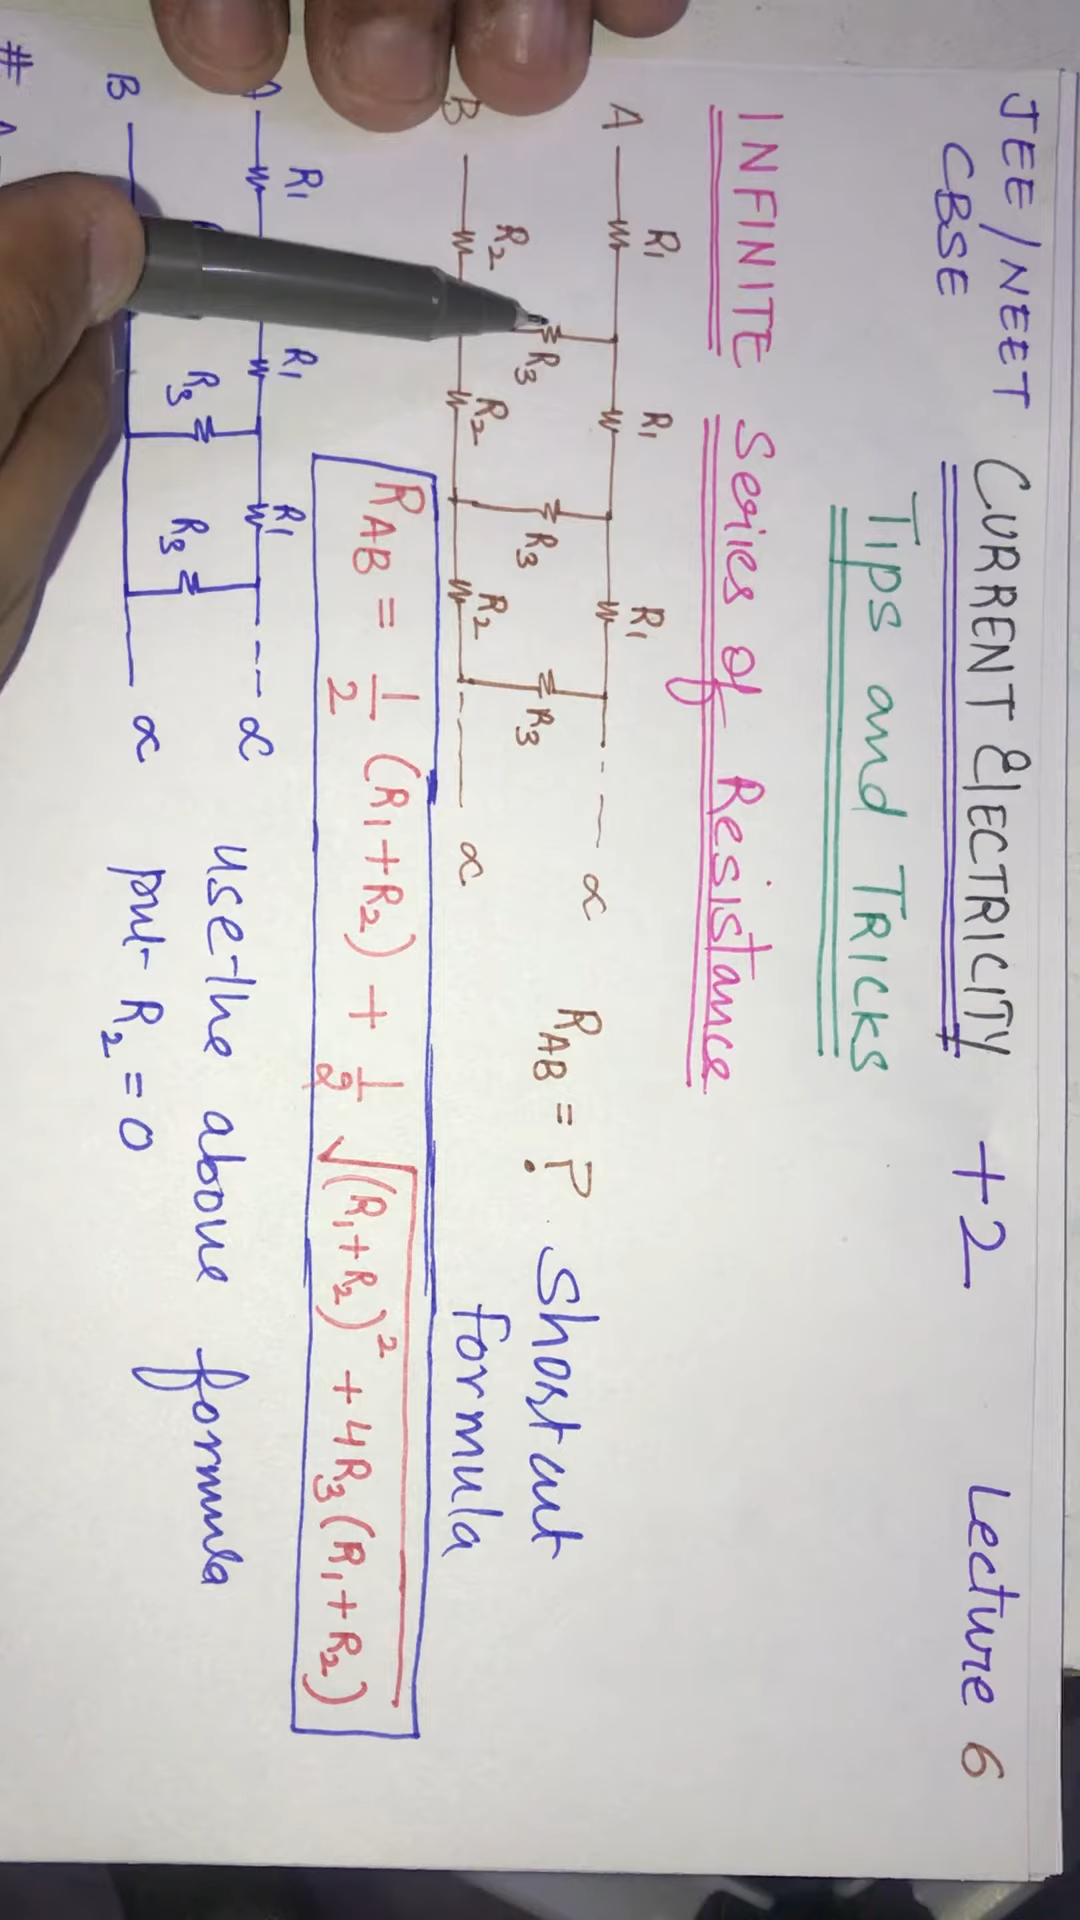 JEE/NEET CURRENT ELECTRICITY +2 Lecture 6
CBSE
Tips and TRICKS
INFINITE Series of Resistance
A R1 R1 R1 ∝
R3 R3 R3
B R2 R2 R2 ∝
RAB = ? Shortcut
formula
RAB = 1/2 (R1+R2) + 1/2 √(R1+R2)² + 4R3(R1+R2)
A R1 R1 R1 ∝
R3 R3
B ∝
use the above formula
put R2 = 0
#